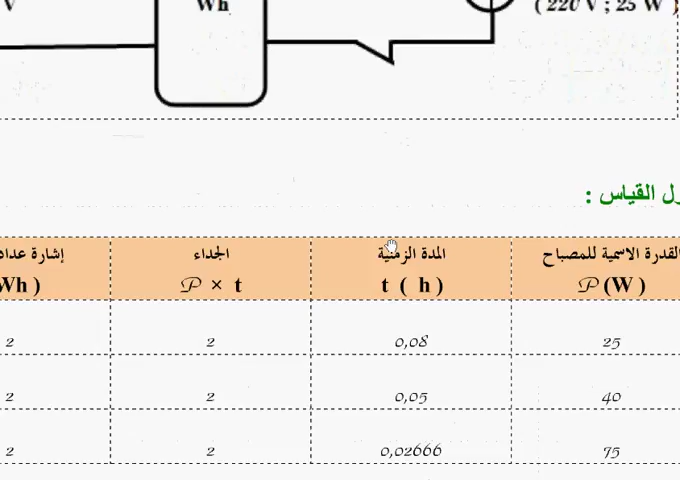 V
Wh
( 220 V ; 25 W )
القياس :
القدرة الاسمية للمصباح
المدة الزمنية
الجداء
إشارة عداد
𝒫 (W )
t ( h )
𝒫 × t
Wh )
25
0,08
2
2
40
0,05
2
2
75
0,02666
2
2